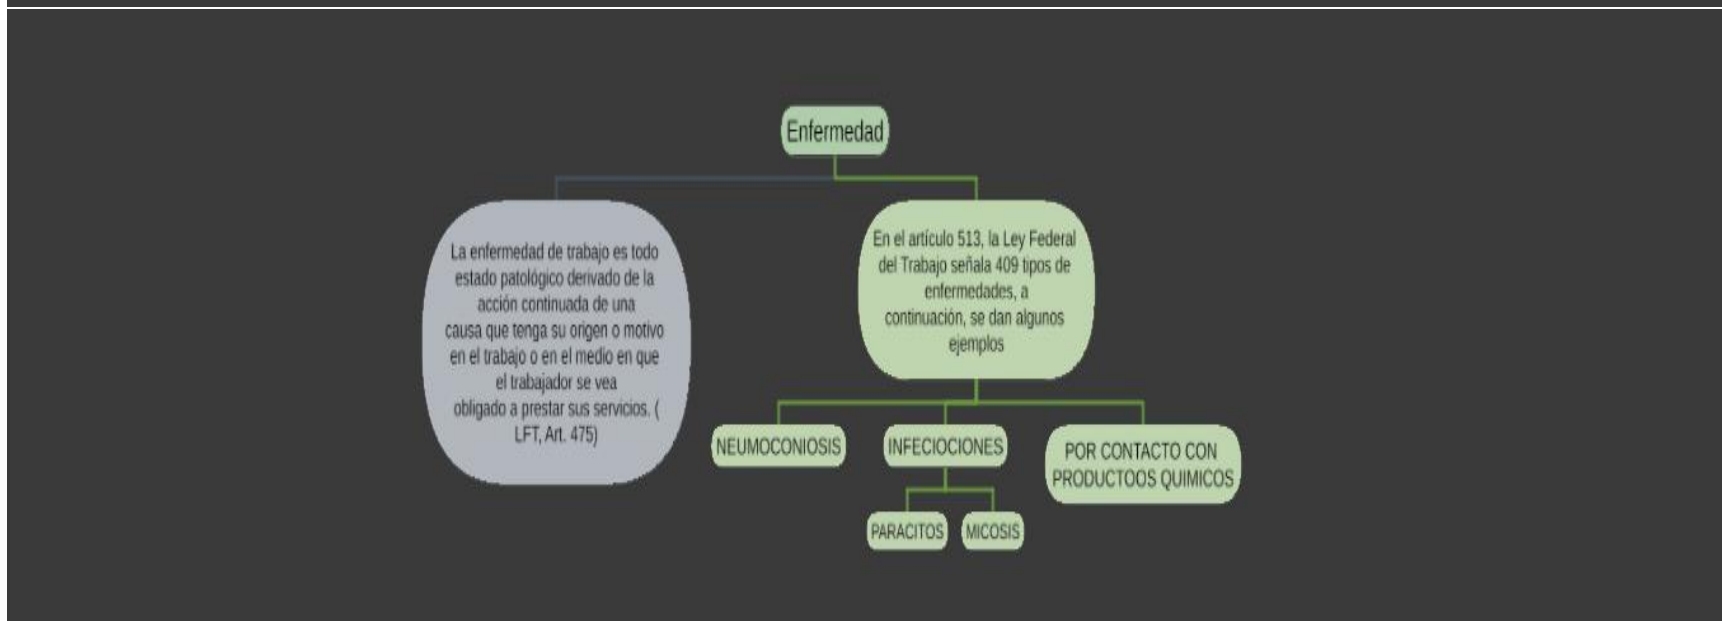 Enfermedad
La enfermedad de trabajo es todo
estado patológico derivado de la
acción continuada de una
causa que tenga su origen o motivo
en el trabajo o en el medio en que
el trabajador se vea
obligado a prestar sus servicios. (
LFT, Art. 475)
En el artículo 513, la Ley Federal
del Trabajo señala 409 tipos de
enfermedades, a
continuación, se dan algunos
ejemplos
NEUMOCONIOSIS
INFECIOCIONES
POR CONTACTO CON
PRODUCTOOS QUIMICOS
PARACITOS
MICOSIS